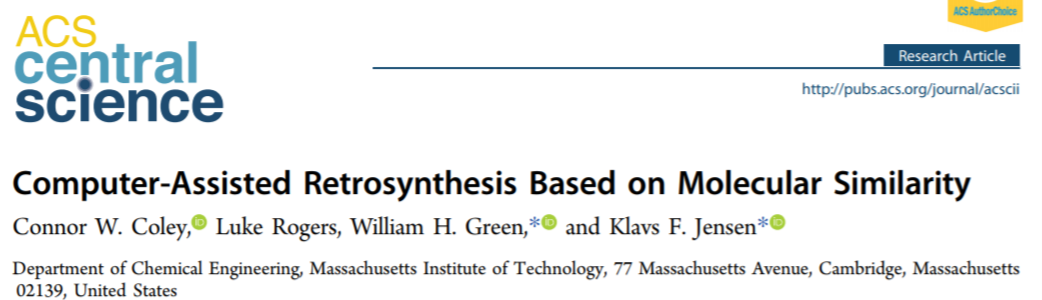 ACS AuthorChoice
ACS
central
science
Research Article
http://pubs.acs.org/journal/acscii
Computer-Assisted Retrosynthesis Based on Molecular Similarity
Connor W. Coley, Luke Rogers, William H. Green,* and Klavs F. Jensen*
Department of Chemical Engineering, Massachusetts Institute of Technology, 77 Massachusetts Avenue, Cambridge, Massachusetts
02139, United States